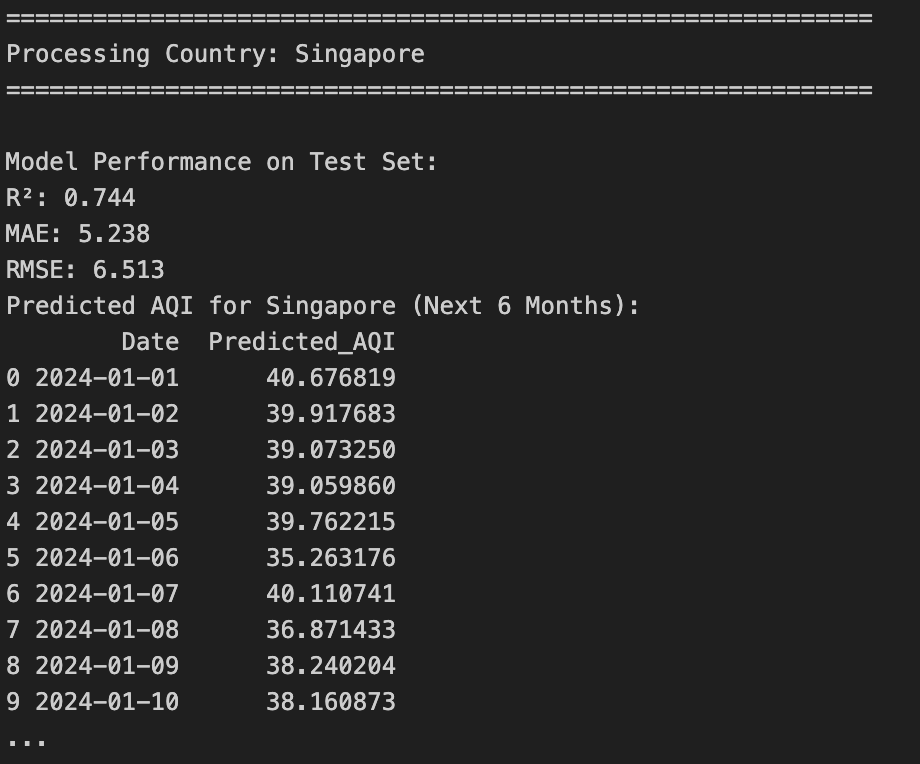 ============================================================
Processing Country: Singapore
============================================================
Model Performance on Test Set:
R²: 0.744
MAE: 5.238
RMSE: 6.513
Predicted AQI for Singapore (Next 6 Months):
        Date  Predicted_AQI
0 2024-01-01      40.676819
1 2024-01-02      39.917683
2 2024-01-03      39.073250
3 2024-01-04      39.059860
4 2024-01-05      39.762215
5 2024-01-06      35.263176
6 2024-01-07      40.110741
7 2024-01-08      36.871433
8 2024-01-09      38.240204
9 2024-01-10      38.160873
...